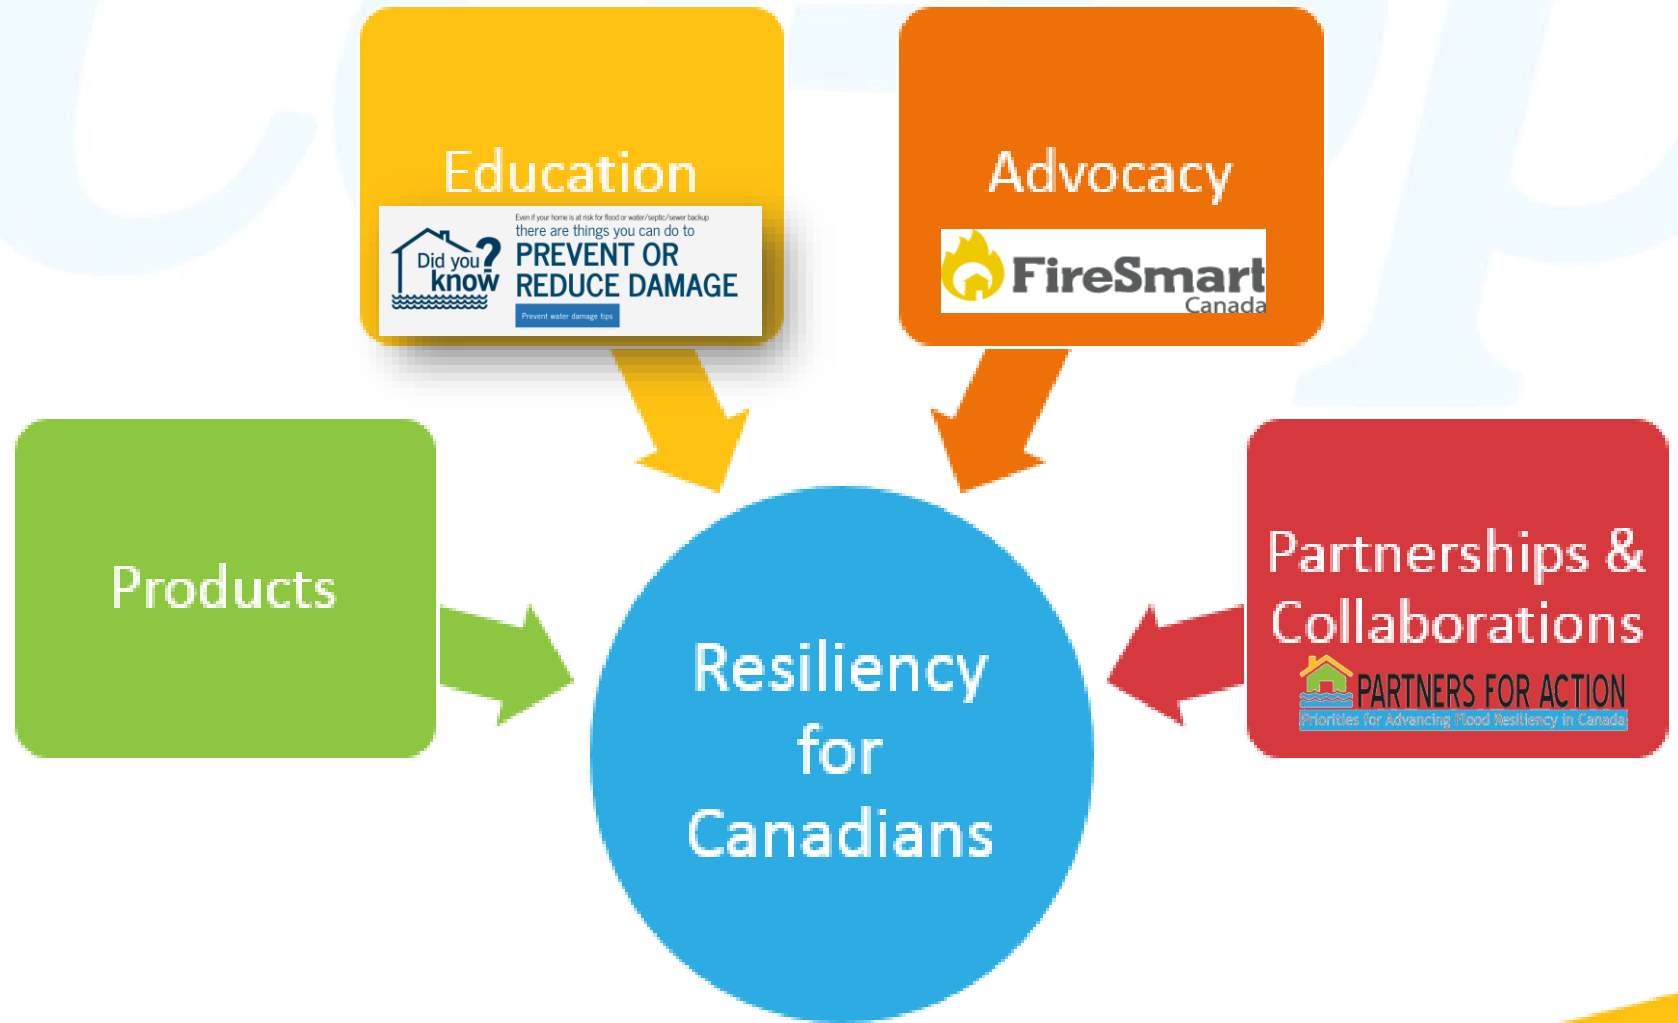 Education
Did you?
know
Even if your home is at risk for flood or water/septic/sewer backup
there are things you can do to
PREVENT OR
REDUCE DAMAGE
Prevent water damage tips
Advocacy
FireSmart
Canada
Products
Partnerships &
Collaborations
PARTNERS FOR ACTION
Priorities for Advancing Flood Resiliency in Canada
Resiliency
for
Canadians